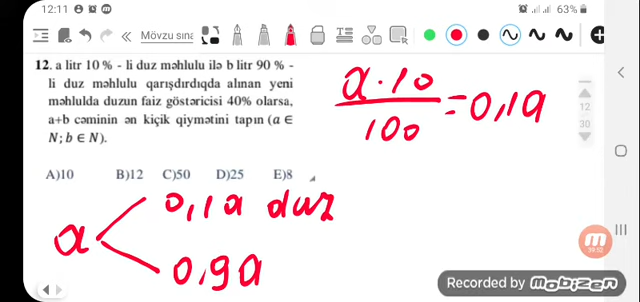 12:11
63%
Mövzu sına
12. a litr 10 % - li duz məhlulu ilə b litr 90 % -
li duz məhlulu qarışdırdıqda alınan yeni
məhlulda duzun faiz göstəricisi 40% olarsa,
a+b cəminin ən kiçik qiymətini tapın (a ∈
N; b ∈ N).
A)10 B)12 C)50 D)25 E)8
a·10/100=0,1a
a
0,1a duz
0,9a
12
30
39:10
Recorded by mobizen